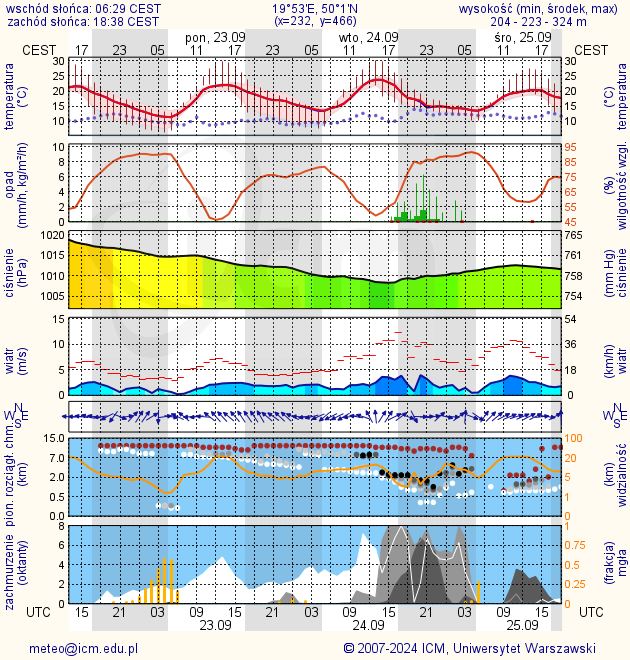 wschód słońca: 06:29 CEST 19°53'E, 50°1'N wysokość (min, środek, max)
zachód słońca: 18:38 CEST (x=232, y=466) 204 - 223 - 324 m
pon, 23.09 wto, 24.09 śro, 25.09
CEST 17 23 05 11 17 23 05 11 17 23 05 11 17 CEST
temperatura
(°C)
30 25 20 15 10
30 25 20 15 10
temperatura
(°C)
opad
(mm/h, kg/m²/h)
10 8 6 4 2 0
95 85 75 65 55 45
(%)
wilgotność wzgl.
ciśnienie
(hPa)
1020 1015 1010 1005
765 761 758 754
(mm Hg)
ciśnienie
wiatr
(m/s)
15 10 5 0
54 36 18 0
(km/h)
wiatr
N
W E
S
N
W E
S
pion. rozciągł. chm.
(km)
15.0 7.0 2.0 0.5 0.0
100 20 5 1 0
(km)
widzialność
zachmurzenie
(oktanty)
8 6 4 2 0
1 0.75 0.5 0.25 0
(frakcja)
mgła
UTC 15 21 03 09 15 21 03 09 15 21 03 09 15 UTC
23.09 24.09 25.09
meteo@icm.edu.pl © 2007-2024 ICM, Uniwersytet Warszawski